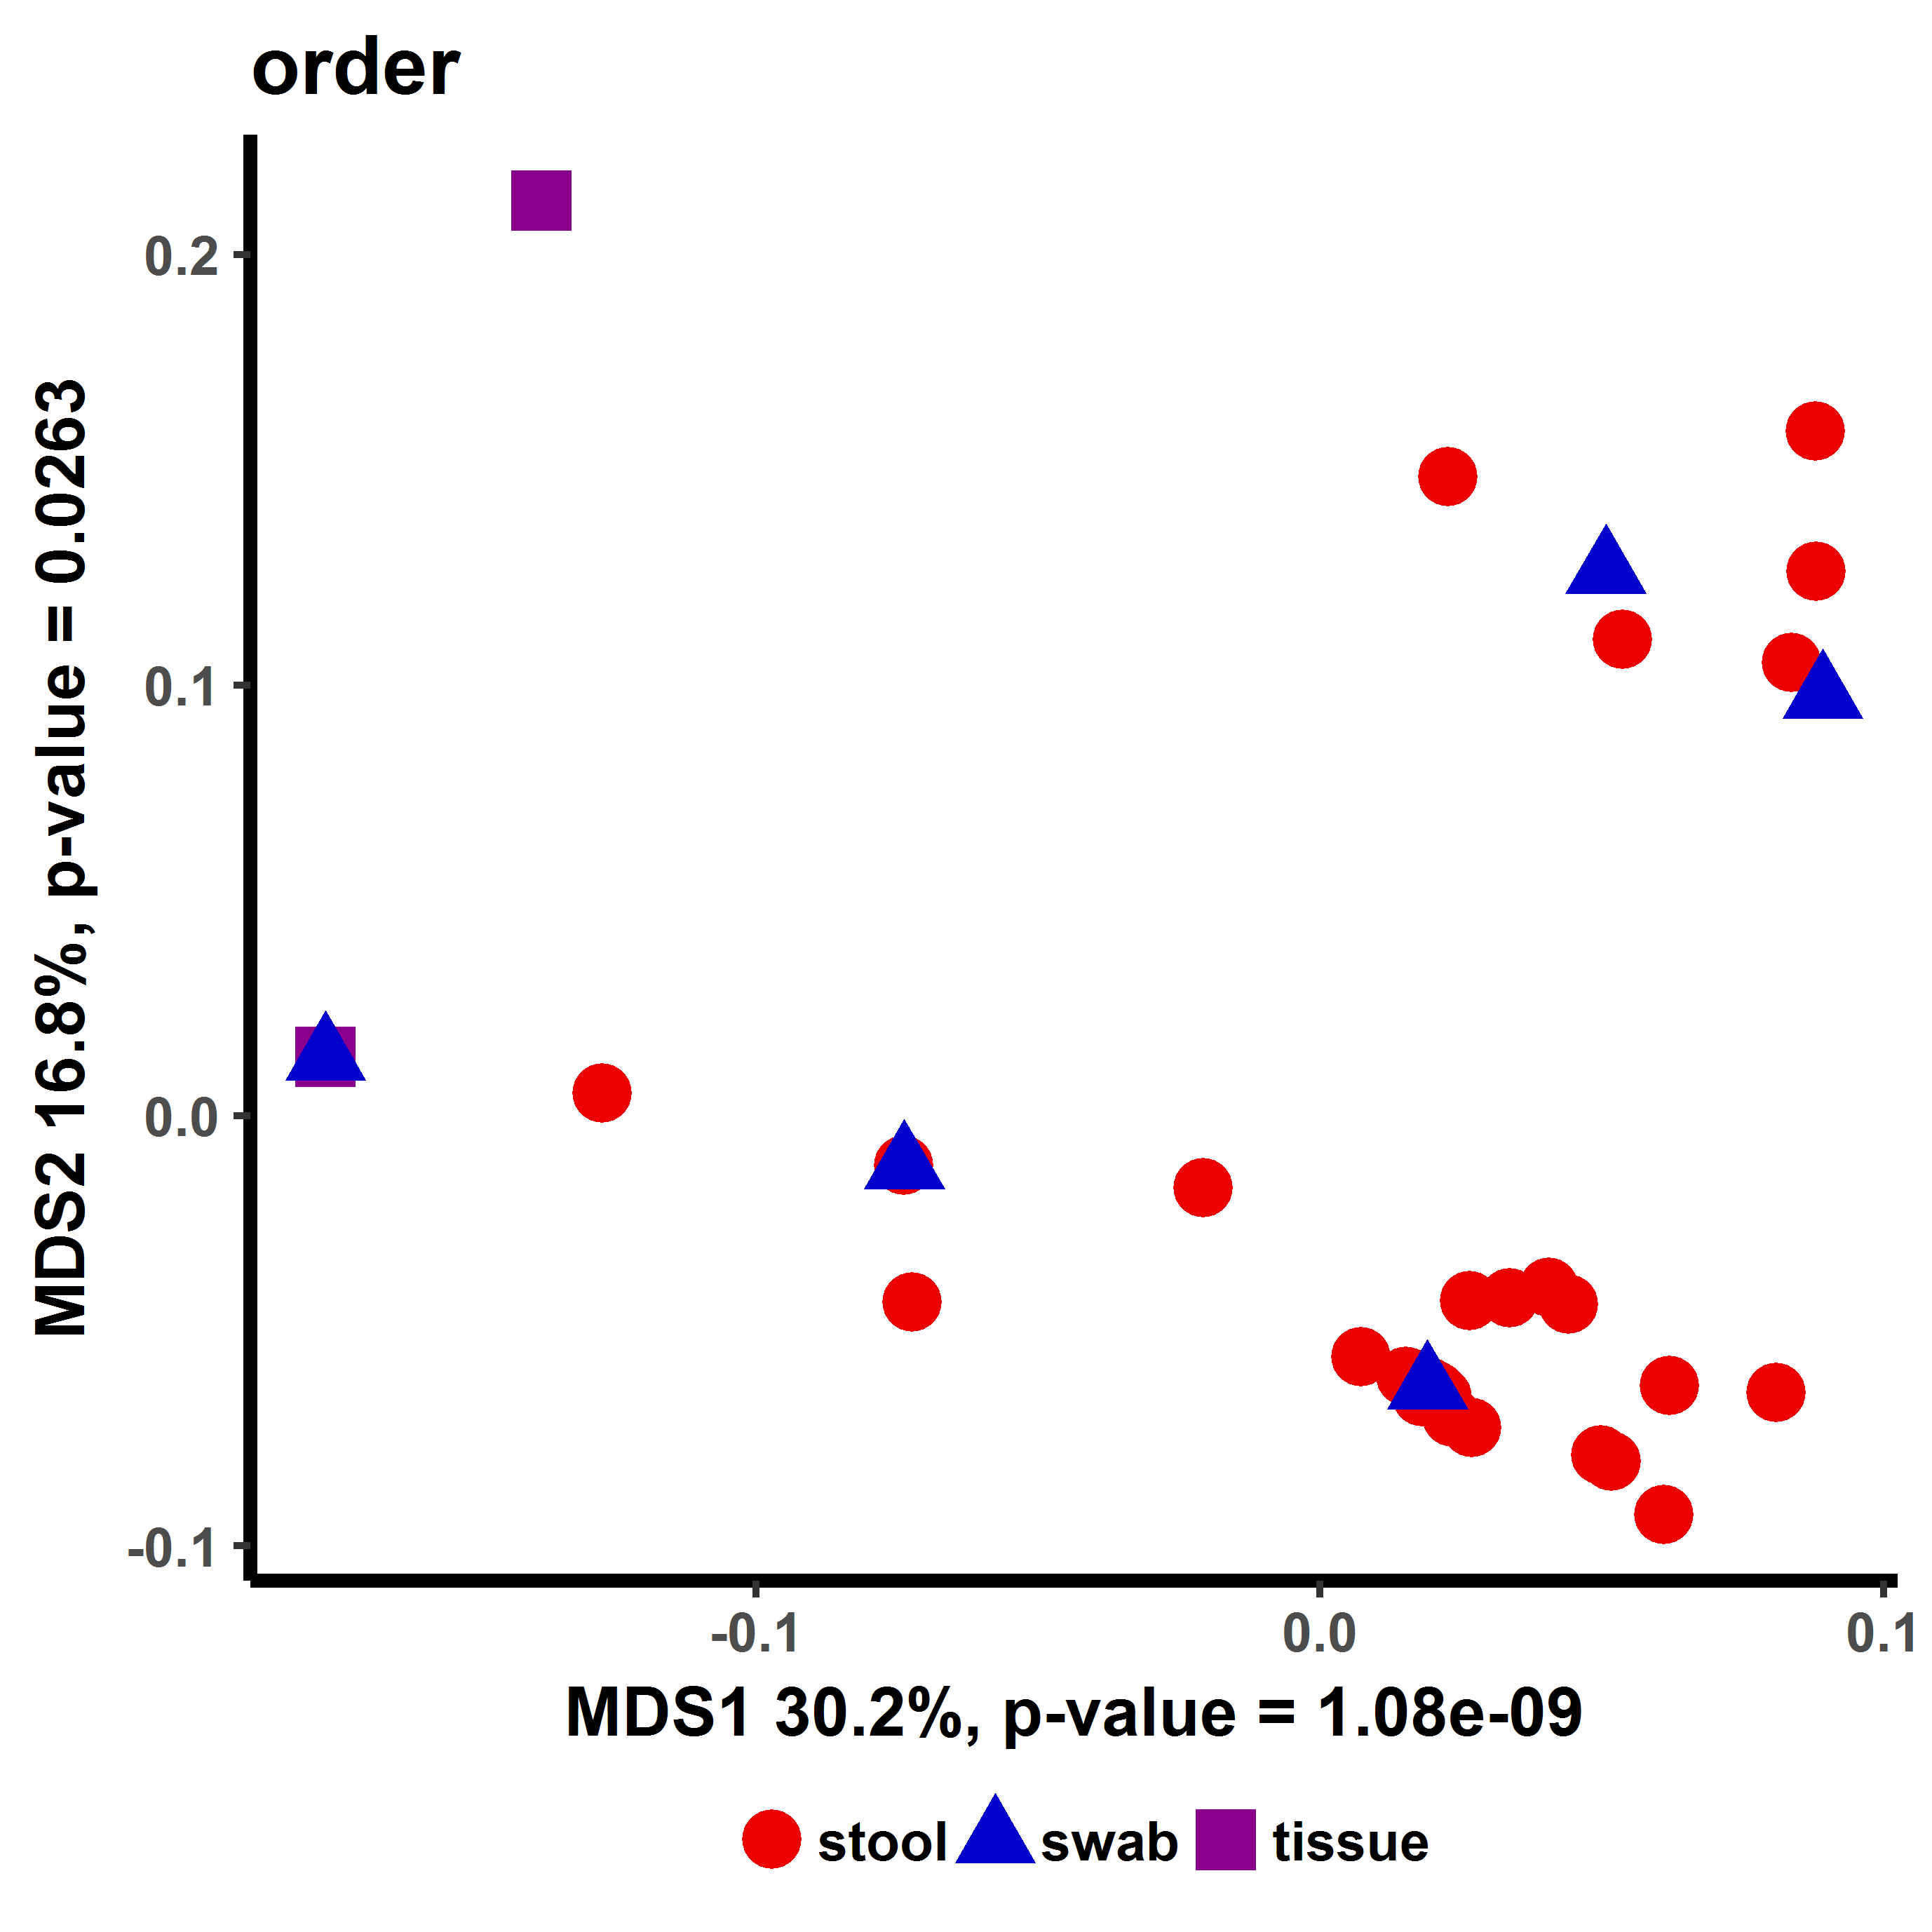 order
MDS2 16.8%, p-value = 0.0263
0.2
0.1
0.0
-0.1
-0.1 0.0 0.1
MDS1 30.2%, p-value = 1.08e-09
stool swab tissue